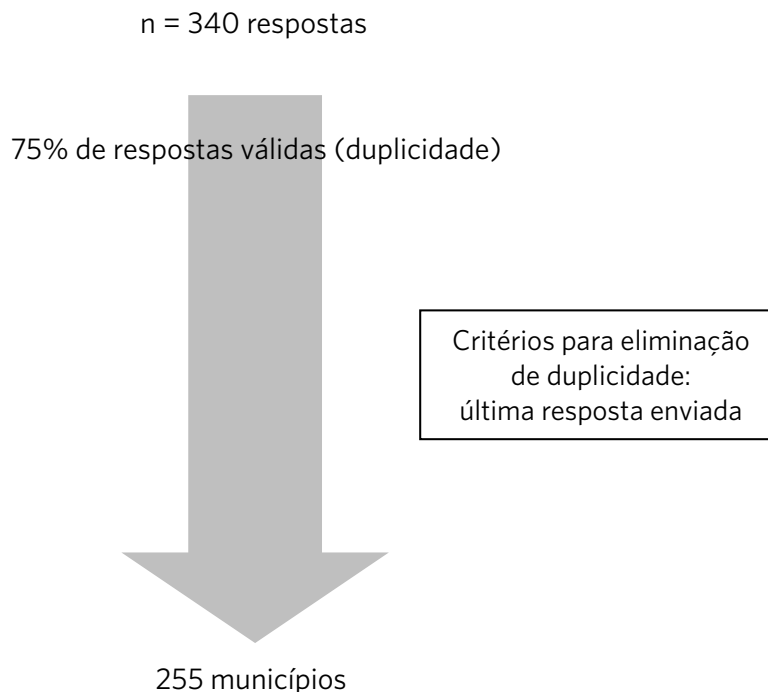 n = 340 respostas
75% de respostas válidas (duplicidade)
Critérios para eliminação
de duplicidade:
última resposta enviada
255 municípios